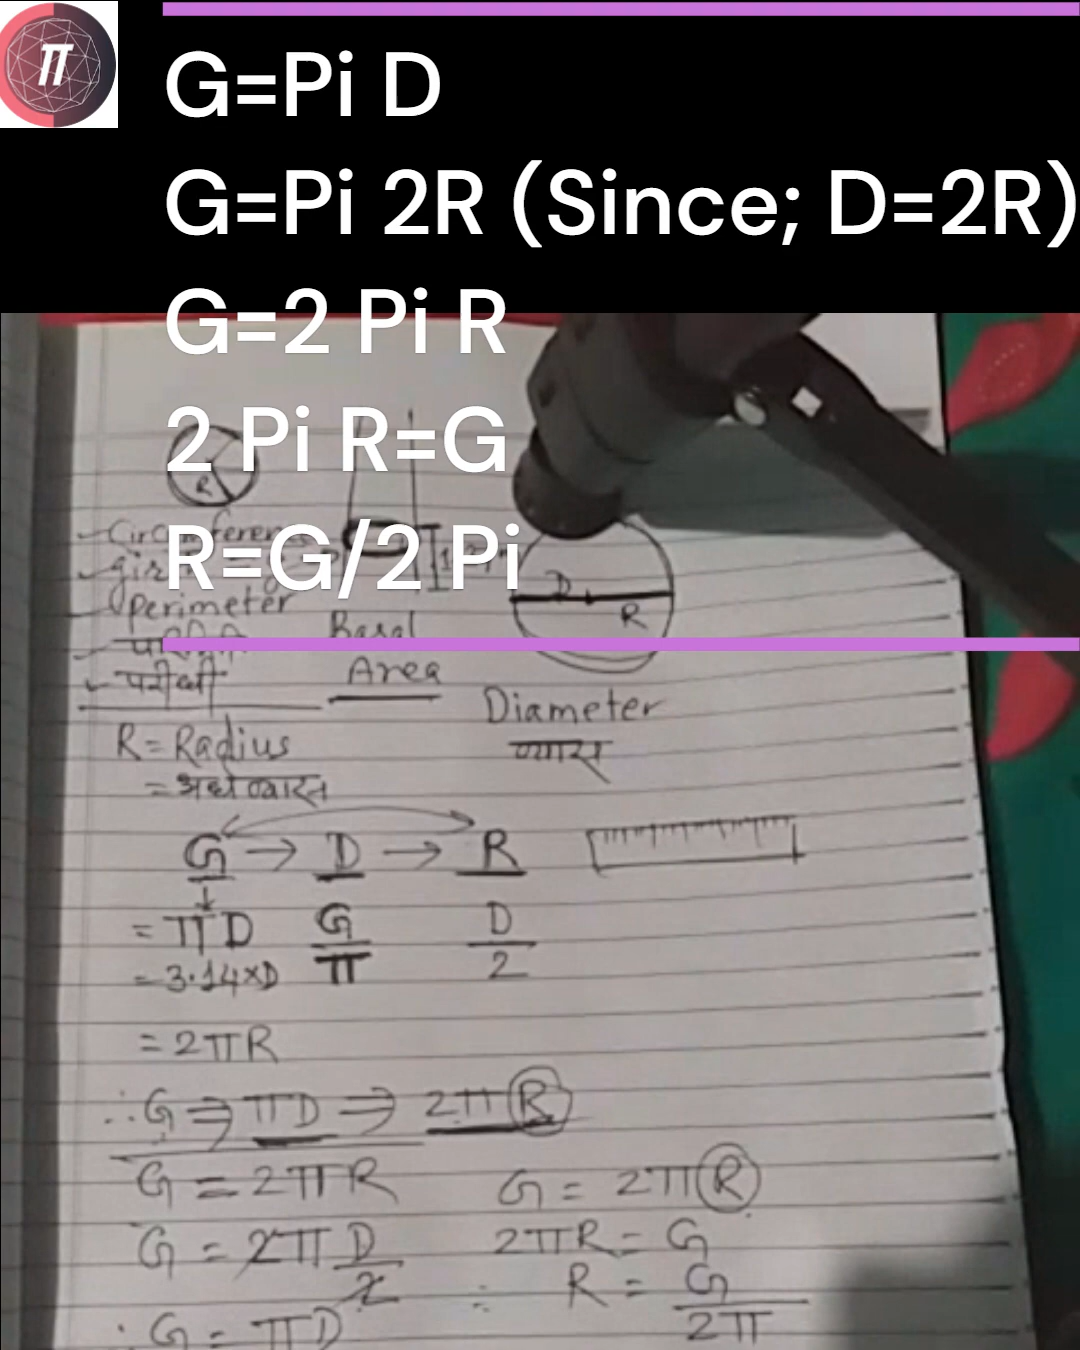 π
G=Pi D
G=Pi 2R (Since; D=2R)
G=2 Pi R
2 Pi R=G
R=G/2 Pi
R
D
R
perimeter
Basal
Area
Diameter
व्यास
R = Radius
G → D → R
= πD G/π D/2
= 3.14×D
= 2πR
∴ G ⇒ πD ⇒ 2πR
G = 2πR G = 2πR
G = 2π D/2 2πR = G
∴ R = G/2π
∴ G = πD